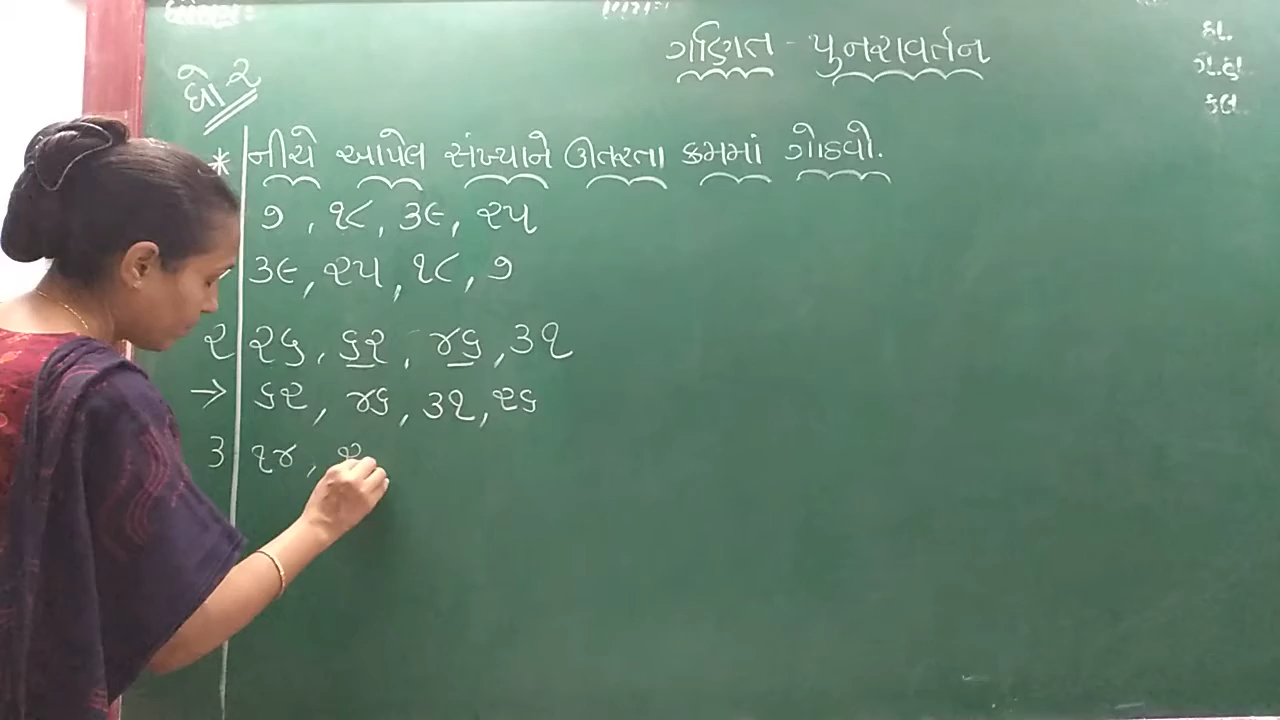 ગણિત - પુનરાવર્તન
ધો ૨
* નીચે આપેલ સંખ્યાને ઊતરતા ક્રમમાં ગોઠવો.
૭, ૧૮, ૩૯, ૨૫
૩૯, ૨૫, ૧૮, ૭
૨ ૨૬, ૬૨, ૪૬, ૩૧
→ ૬૨, ૪૬, ૩૧, ૨૬
૩ ૧૪, ૨